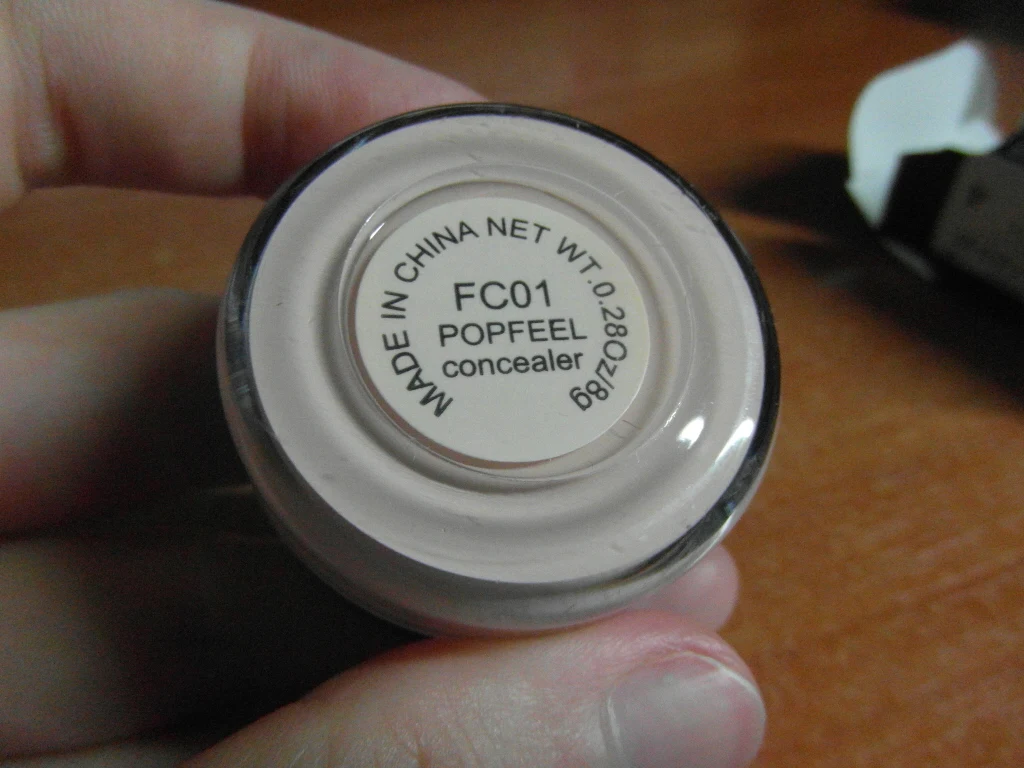 MADE IN CHINA NET WT.0.28Oz/8g
FC01
POPFEEL
concealer